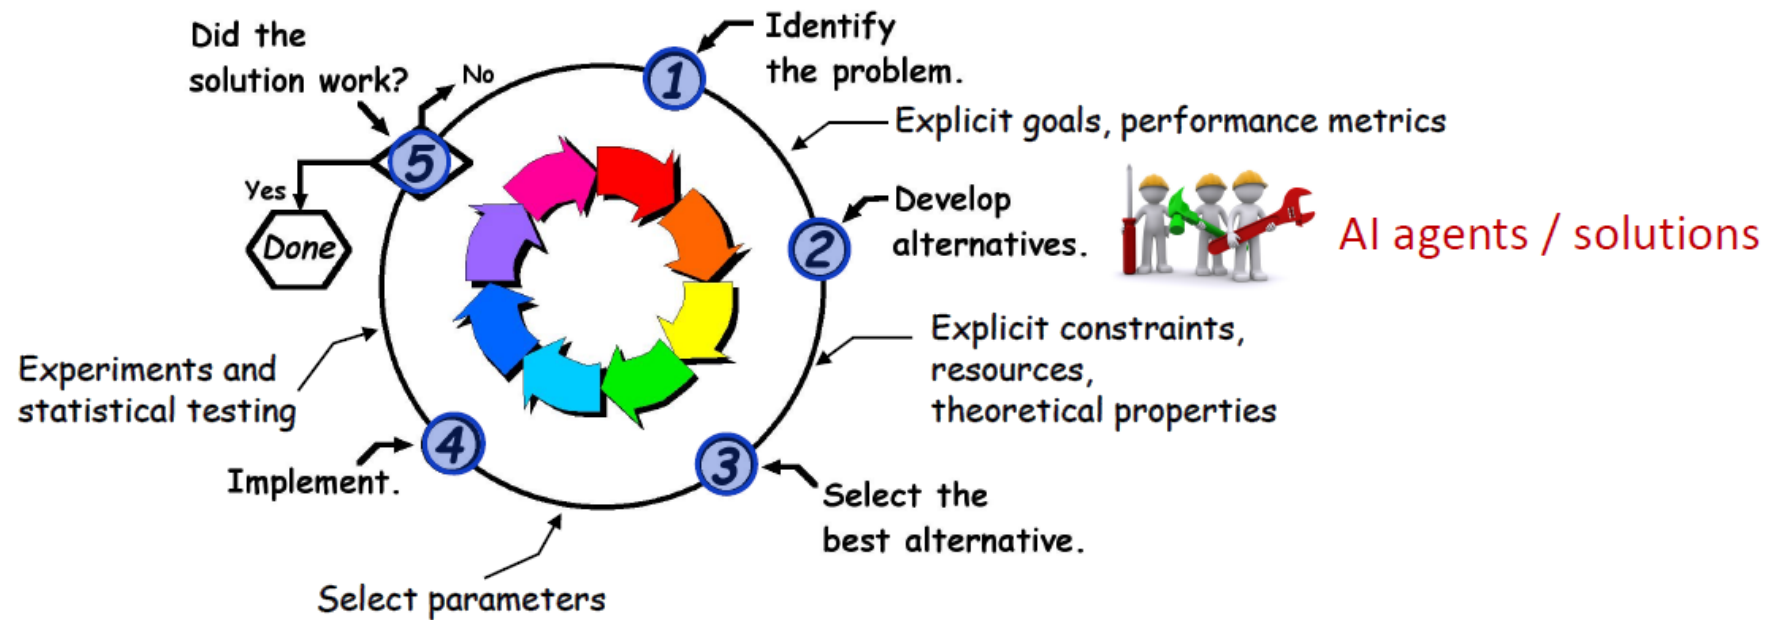 Did the
solution work?
No
5
Yes
Done
1
Identify
the problem.
Explicit goals, performance metrics
2
Develop
alternatives.
AI agents / solutions
Explicit constraints,
resources,
theoretical properties
3
Select the
best alternative.
Select parameters
4
Implement.
Experiments and
statistical testing